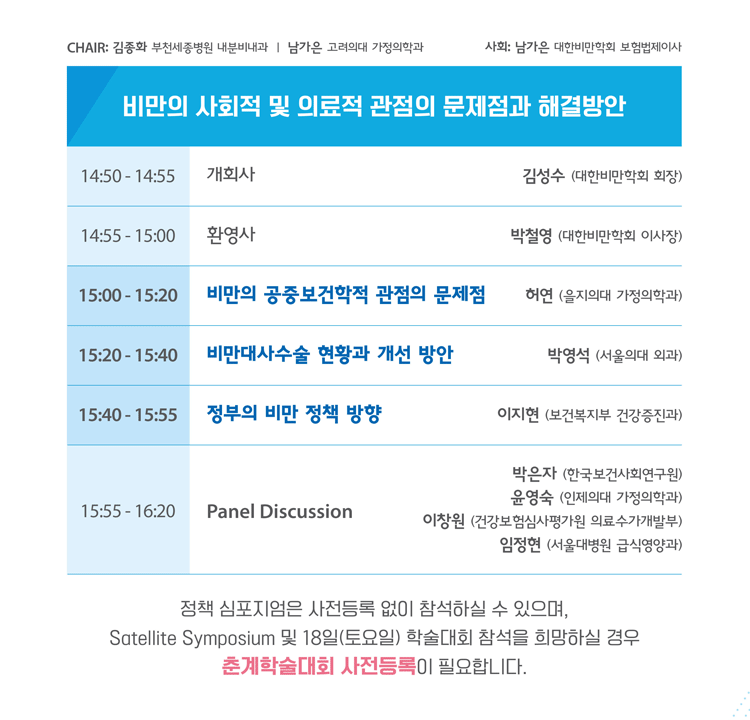 CHAIR: 김종화 부천세종병원 내분비내과 | 남가은 고려의대 가정의학과 사회: 남가은 대한비만학회 보험법제이사
비만의 사회적 및 의료적 관점의 문제점과 해결방안
14:50 - 14:55 개회사 김성수 (대한비만학회 회장)
14:55 - 15:00 환영사 박철영 (대한비만학회 이사장)
15:00 - 15:20 비만의 공중보건학적 관점의 문제점 허연 (을지의대 가정의학과)
15:20 - 15:40 비만대사수술 현황과 개선 방안 박영석 (서울의대 외과)
15:40 - 15:55 정부의 비만 정책 방향 이지현 (보건복지부 건강증진과)
15:55 - 16:20 Panel Discussion 박은자 (한국보건사회연구원)
윤영숙 (인제의대 가정의학과)
이창원 (건강보험심사평가원 의료수가개발부)
임정현 (서울대병원 급식영양과)
정책 심포지엄은 사전등록 없이 참석하실 수 있으며,
Satellite Symposium 및 18일(토요일) 학술대회 참석을 희망하실 경우
춘계학술대회 사전등록이 필요합니다.